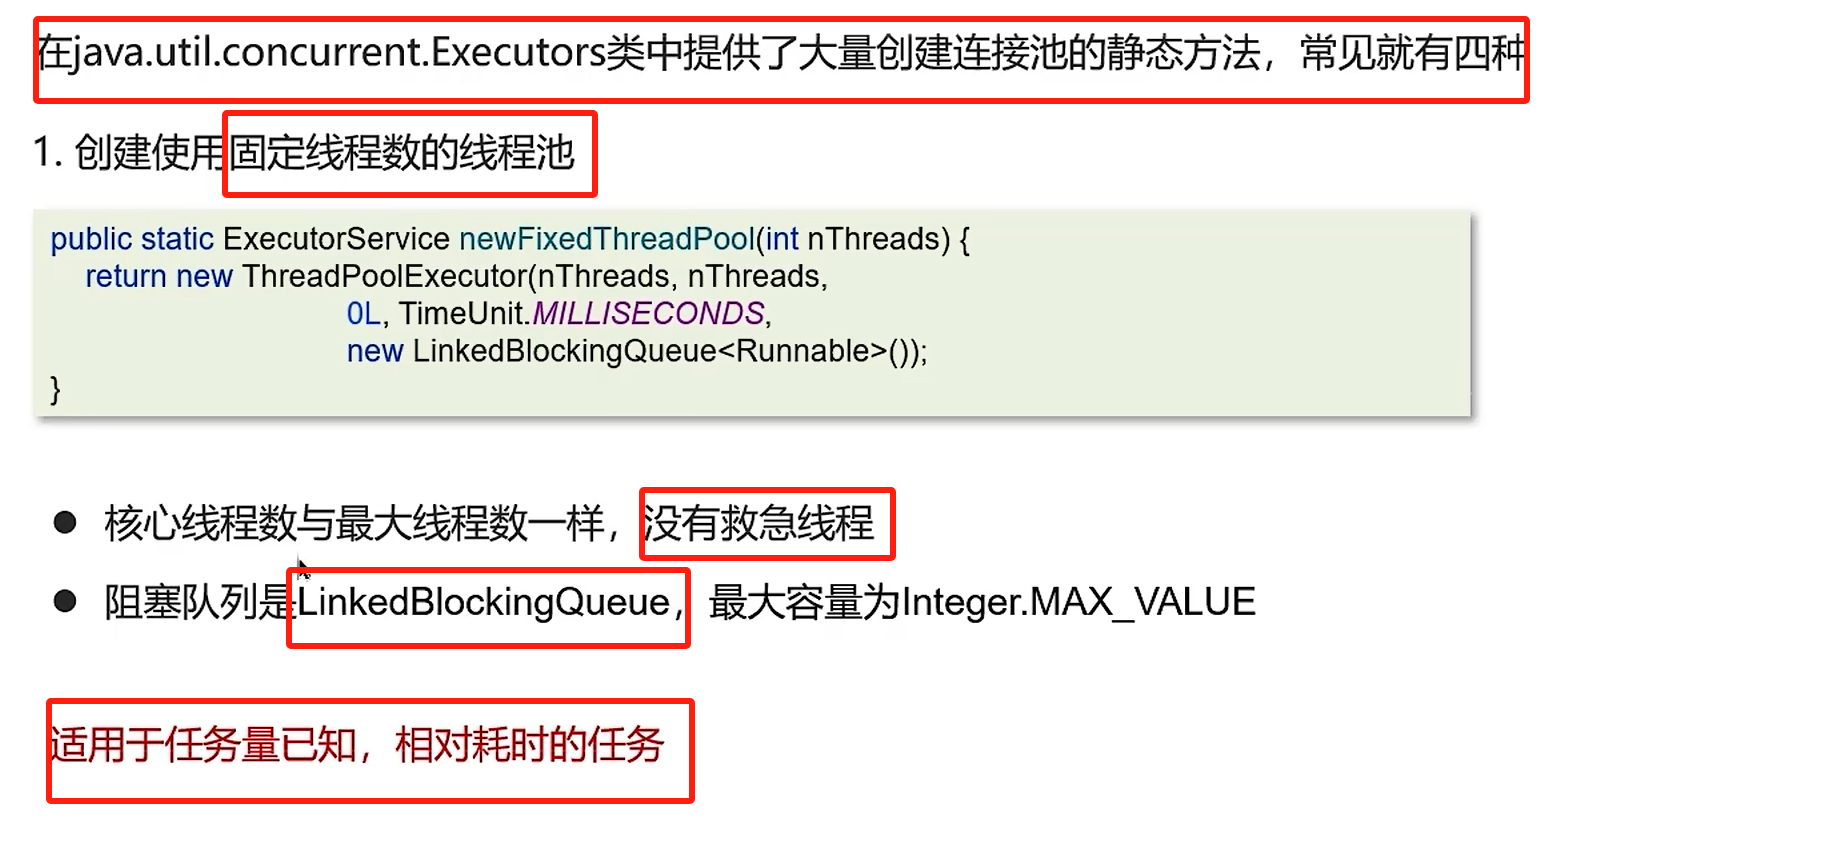 在java.util.concurrent.Executors类中提供了大量创建连接池的静态方法，常见就有四种
1. 创建使用固定线程数的线程池
public static ExecutorService newFixedThreadPool(int nThreads) {
return new ThreadPoolExecutor(nThreads, nThreads,
0L, TimeUnit.MILLISECONDS,
new LinkedBlockingQueue<Runnable>());
}
● 核心线程数与最大线程数一样，没有救急线程
● 阻塞队列是LinkedBlockingQueue，最大容量为Integer.MAX_VALUE
适用于任务量已知，相对耗时的任务